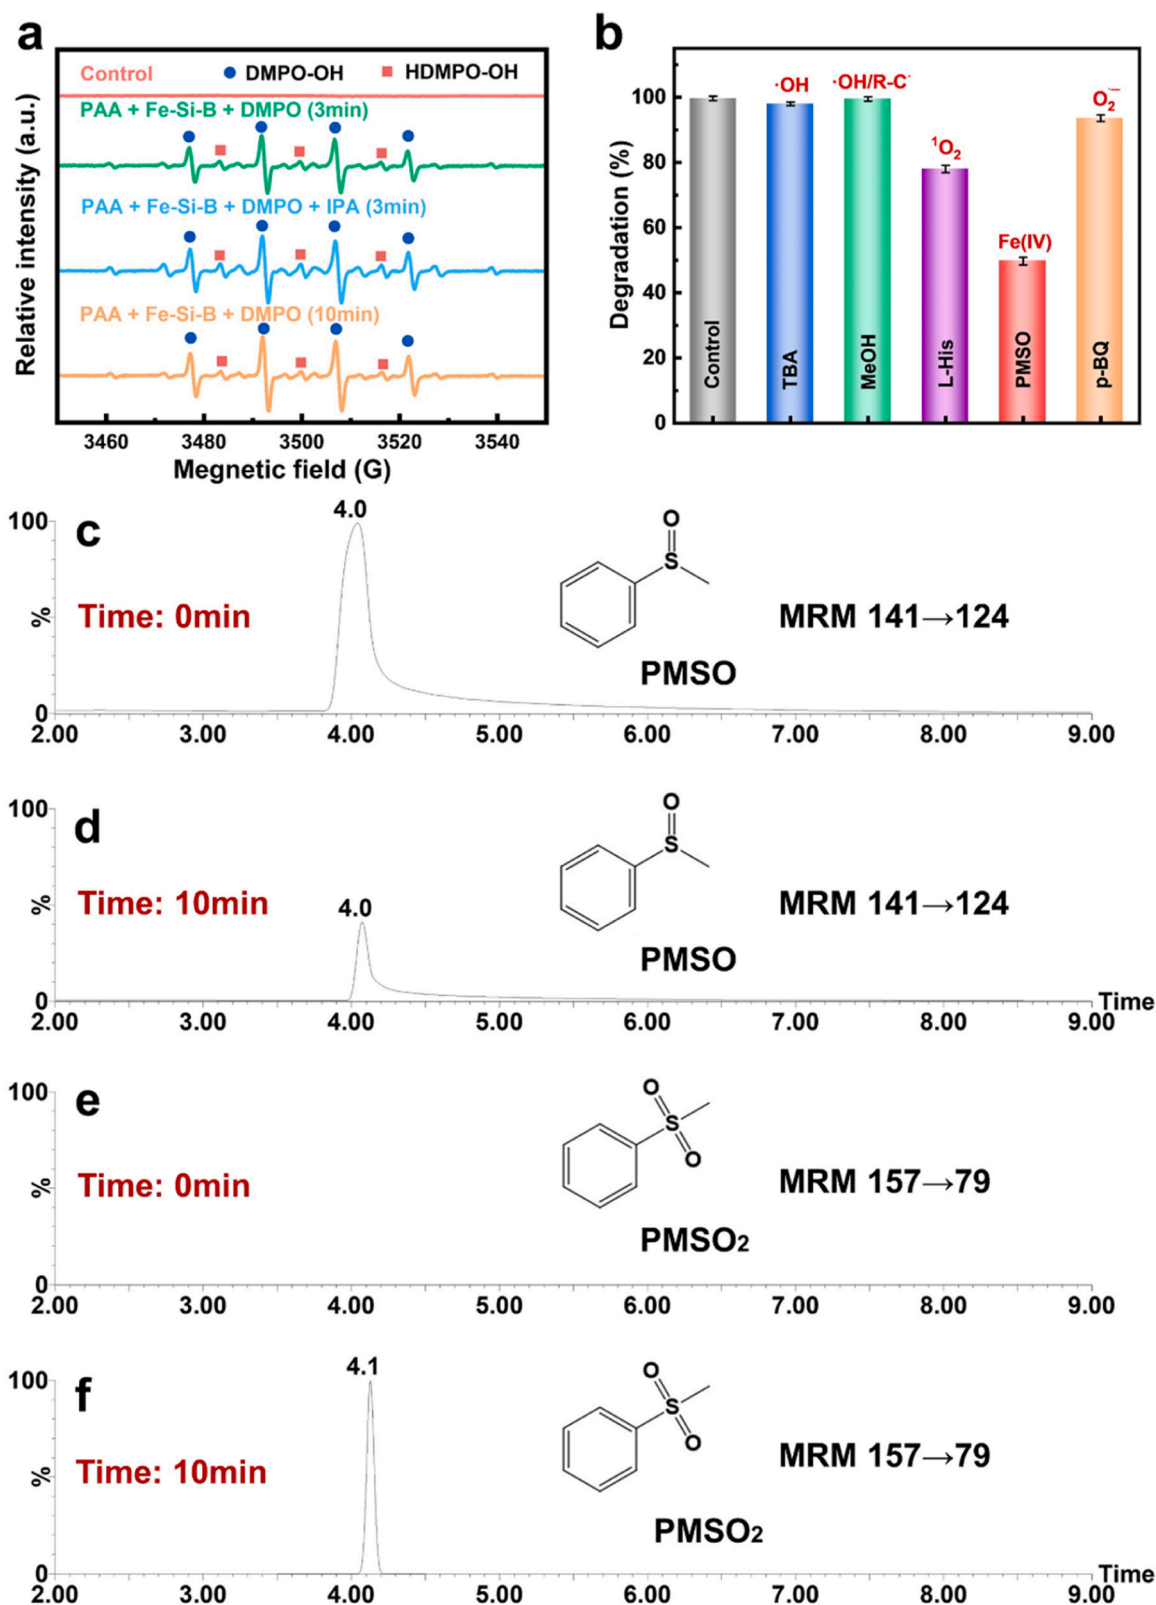 a
Control
DMPO-OH
HDMPO-OH
PAA + Fe-Si-B + DMPO (3min)
PAA + Fe-Si-B + DMPO + IPA (3min)
PAA + Fe-Si-B + DMPO (10min)
Relative intensity (a.u.)
3460 3480 3500 3520 3540
Megnetic field (G)
b
Degradation (%)
100
80
60
40
20
0
·OH
·OH/R-C·
¹O₂
Fe(IV)
O₂·⁻
Control
TBA
MeOH
L-His
PMSO
p-BQ
c
4.0
100
%
0
Time: 0min
O
S
PMSO
MRM 141→124
2.00 3.00 4.00 5.00 6.00 7.00 8.00 9.00
d
4.0
100
%
0
Time: 10min
O
S
PMSO
MRM 141→124
Time
2.00 3.00 4.00 5.00 6.00 7.00 8.00 9.00
e
100
%
0
Time: 0min
O
S
O
PMSO₂
MRM 157→79
2.00 3.00 4.00 5.00 6.00 7.00 8.00 9.00
f
4.1
100
%
0
Time: 10min
O
S
O
PMSO₂
MRM 157→79
Time
2.00 3.00 4.00 5.00 6.00 7.00 8.00 9.00